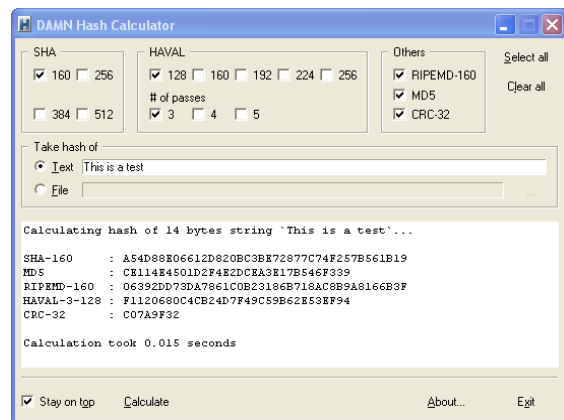 DAMN Hash Calculator
SHA
160 256
384 512
HAVAL
128 160 192 224 256
# of passes
3 4 5
Others
RIPEMD-160
MD5
CRC-32
Select all
Clear all
Take hash of
Text This is a test
File
...
Calculating hash of 14 bytes string `This is a test`...
SHA-160 : A54D88E06612D820BC3BE72877C74F257B561B19
MD5 : CE114E4501D2F4E2DCEA3E17B546F339
RIPEMD-160 : 06392DD73DA7861C0B23186B718AC8B9A8166B3F
HAVAL-3-128 : F1120680C4CB24D7F49C59B62E53EF94
CRC-32 : C07A9F32
Calculation took 0.015 seconds
Stay on top Calculate About... Exit